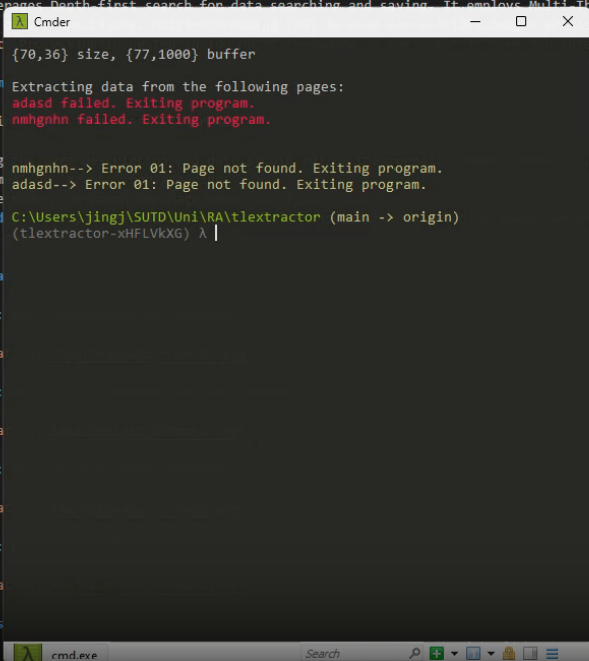 pages Depth-first search for data searching and saving. It employs Multi-Th
Cmder
{70,36} size, {77,1000} buffer
Extracting data from the following pages:
adasd failed. Exiting program.
nmhgnhn failed. Exiting program.
nmhgnhn--> Error 01: Page not found. Exiting program.
adasd--> Error 01: Page not found. Exiting program.
C:\Users\jingj\SUTD\Uni\RA\tlextractor (main -> origin)
(tlextractor-xHFLVkXG) λ
cmd.exe
Search